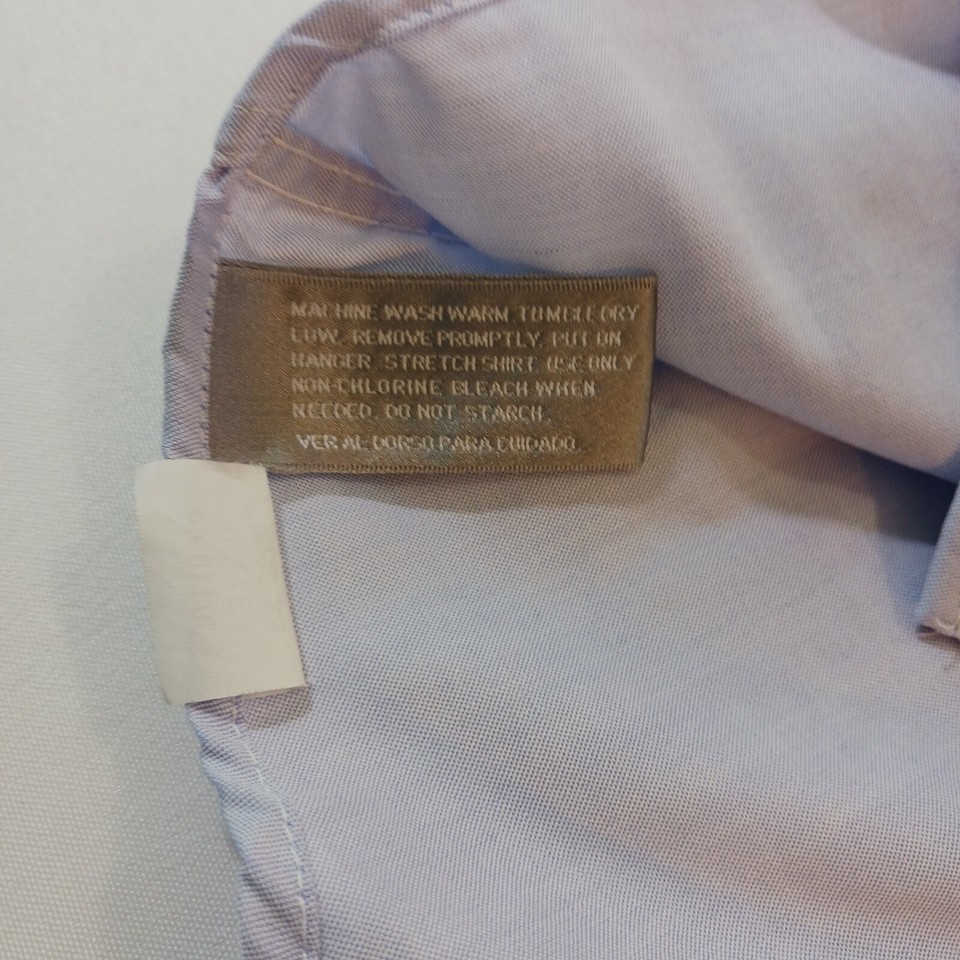 MACHINE WASH WARM. TUMBLE DRY
LOW. REMOVE PROMPTLY. PUT ON
HANGER. STRETCH SHIRT. USE ONLY
NON-CHLORINE BLEACH WHEN
NEEDED. DO NOT STARCH.
VER AL DORSO PARA CUIDADO.